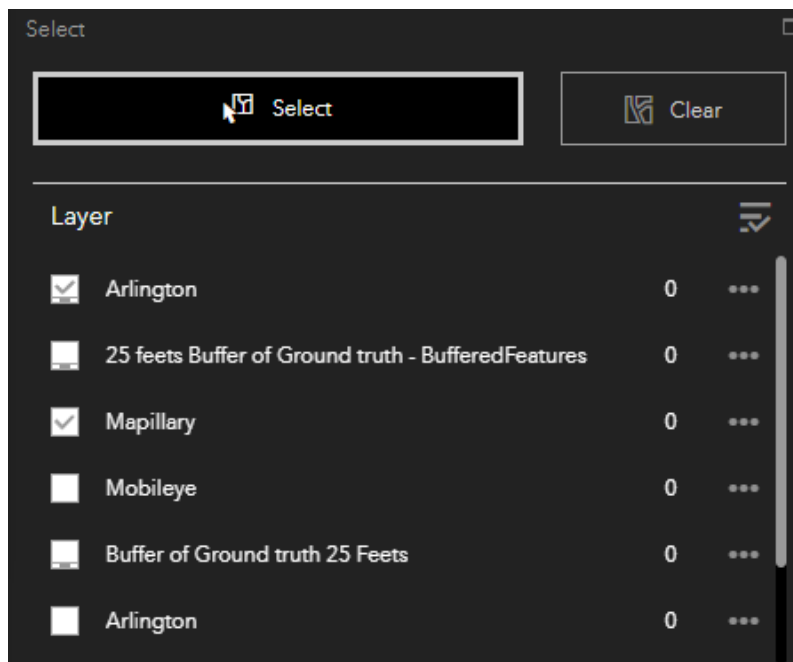 Select
Select
Clear
Layer
Arlington 0
25 feets Buffer of Ground truth - BufferedFeatures 0
Mapillary 0
Mobileye 0
Buffer of Ground truth 25 Feets 0
Arlington 0